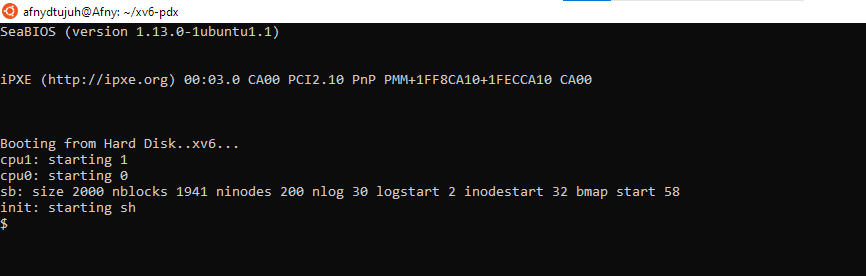 afnydtujuh@Afny: ~/xv6-pdx
SeaBIOS (version 1.13.0-1ubuntu1.1)
iPXE (http://ipxe.org) 00:03.0 CA00 PCI2.10 PnP PMM+1FF8CA10+1FECCA10 CA00
Booting from Hard Disk..xv6...
cpu1: starting 1
cpu0: starting 0
sb: size 2000 nblocks 1941 ninodes 200 nlog 30 logstart 2 inodestart 32 bmap start 58
init: starting sh
$